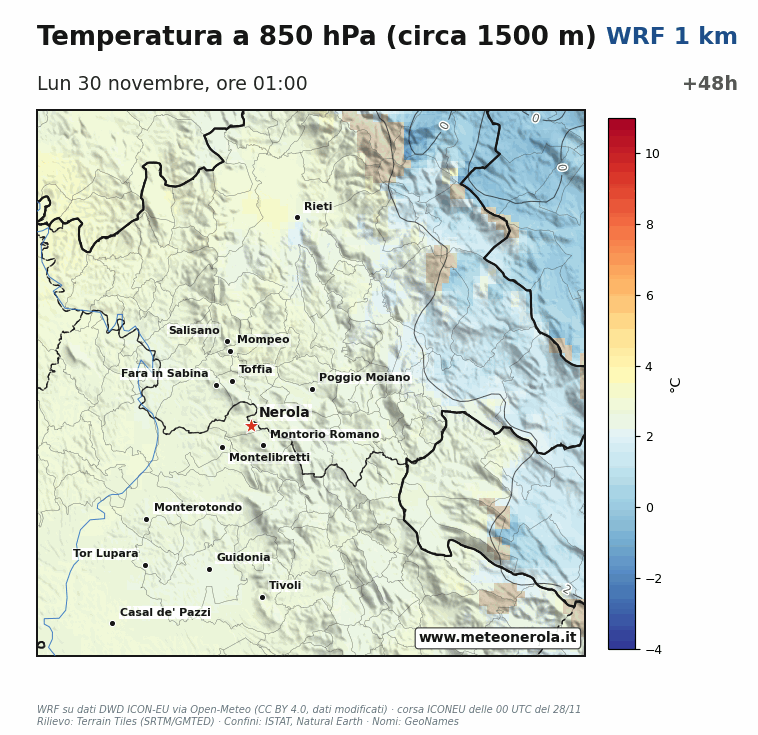 Temperatura a 850 hPa (circa 1500 m) WRF 1 km
Lun 30 novembre, ore 01:00 +48h
0
0
0
10
Rieti
8
6
Salisano
Mompeo
4
Toffia
Fara in Sabina
Poggio Moiano
°C
Nerola
Montorio Romano
2
Montelibretti
Monterotondo
0
Tor Lupara
Guidonia
−2
Tivoli
2
Casal de' Pazzi
www.meteonerola.it
−4
WRF su dati DWD ICON-EU via Open-Meteo (CC BY 4.0, dati modificati) · corsa ICONEU delle 00 UTC del 28/11
Rilievo: Terrain Tiles (SRTM/GMTED) · Confini: ISTAT, Natural Earth · Nomi: GeoNames